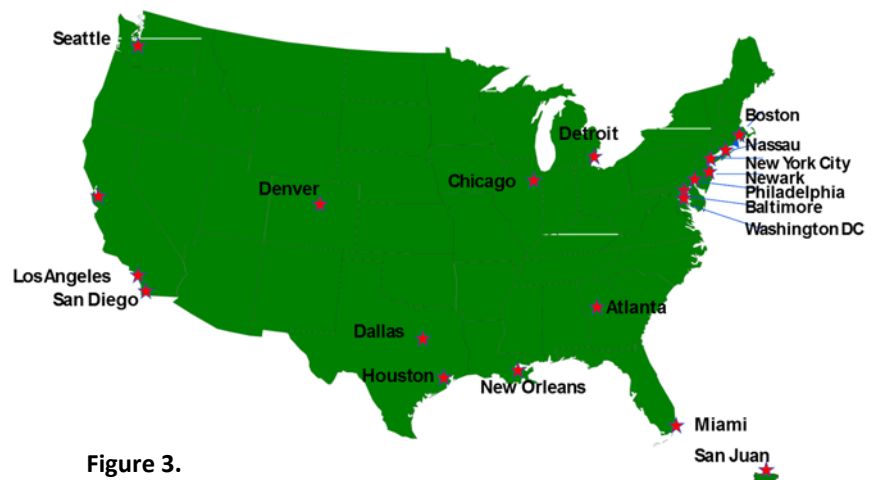 Seattle
Boston
Detroit
Nassau
New York City
Newark
Chicago
Denver
Philadelphia
Baltimore
Washington DC
Los Angeles
San Diego
Atlanta
Dallas
Houston
New Orleans
Miami
San Juan
Figure 3.